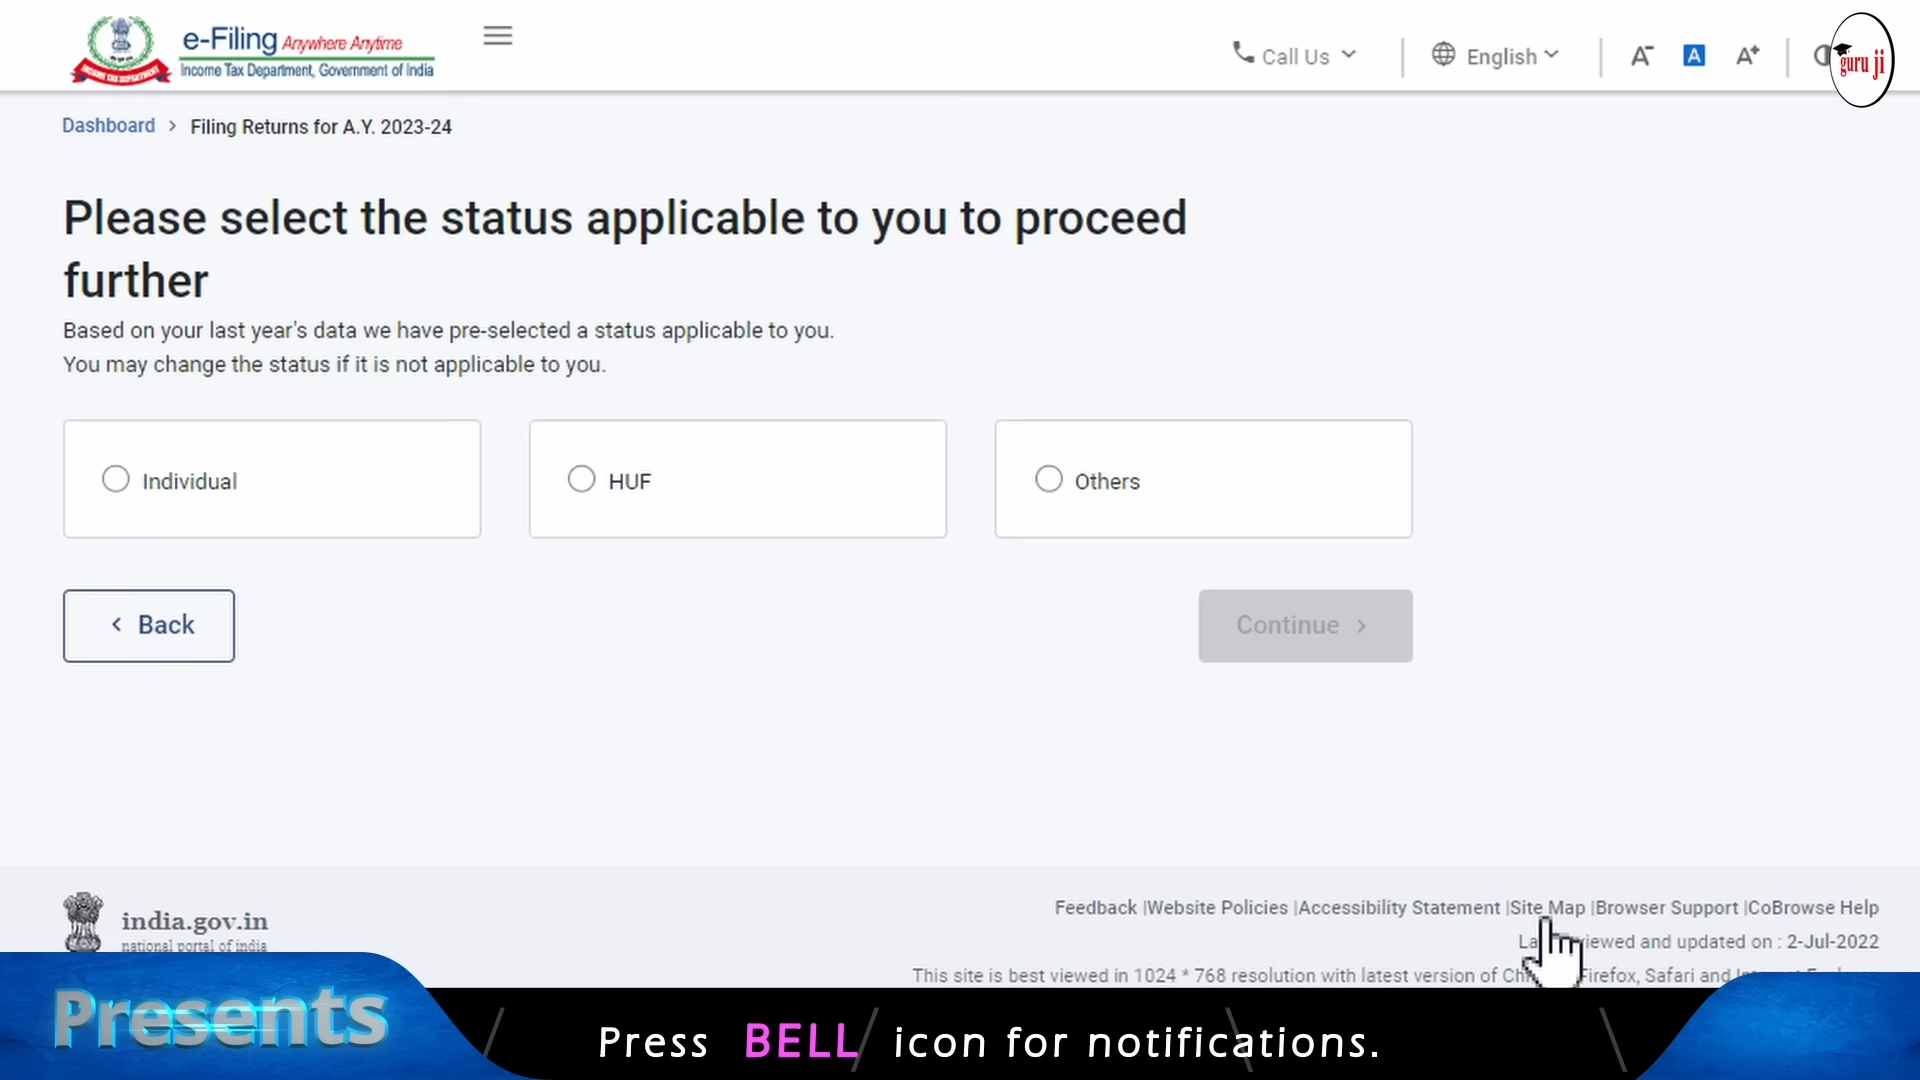 e-Filing Anywhere Anytime
Income Tax Department, Government of India
INCOME TAX DEPARTMENT
Call Us
English
A-
A
A+
guru ji
Dashboard > Filing Returns for A.Y. 2023-24
Please select the status applicable to you to proceed
further
Based on your last year's data we have pre-selected a status applicable to you.
You may change the status if it is not applicable to you.
Individual
HUF
Others
< Back
Continue >
india.gov.in
national portal of india
Feedback |Website Policies |Accessibility Statement |Site Map |Browser Support |CoBrowse Help
viewed and updated on : 2-Jul-2022
This site is best viewed in 1024 * 768 resolution with latest version of Firefox, Safari and
Presents
Press BELL icon for notifications.